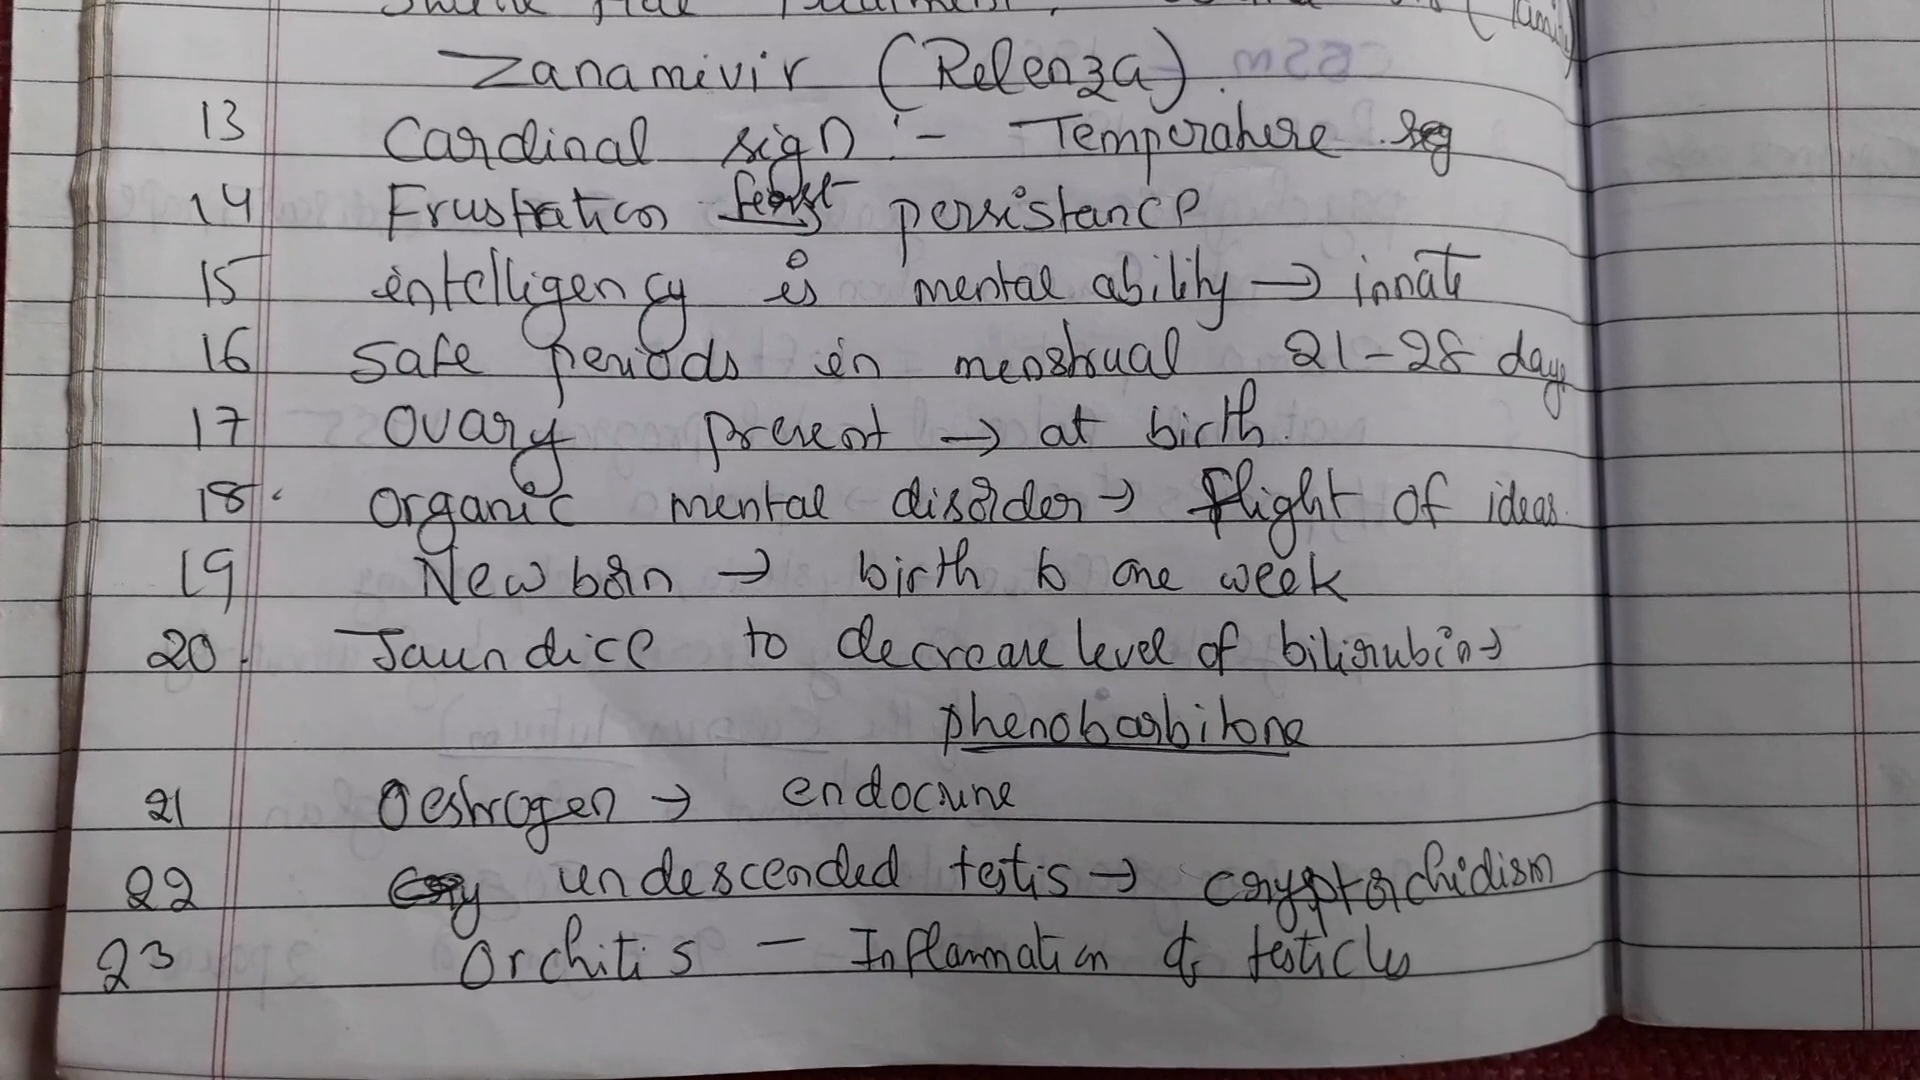 Zanamivir (Relenza).
13 Cardinal sign :- Temperature
14 Frustration persistance
15 intelligency is mental ability → innate
16 Safe periods in menstrual 21-28 days
17 Ovary present → at birth.
18. Organic mental disorder → flight of ideas.
19 New born → birth to one week
20. Jaundice to decrease level of bilirubin →
phenobarbitone
21 Oestrogen → endocrine
22 undescended testis → cryptorchidism
23 Orchitis - Inflammation of testicles